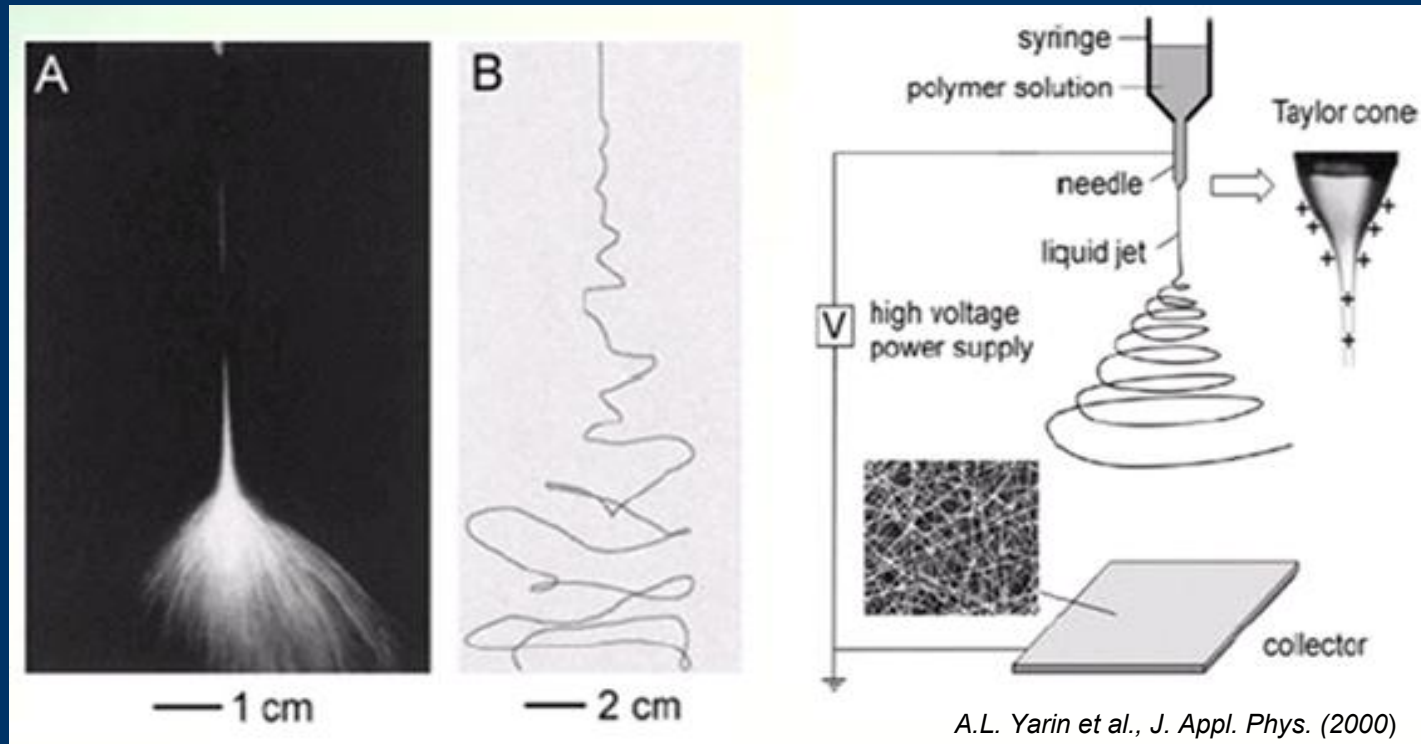 A
B
1 cm
2 cm
syringe
polymer solution
needle
liquid jet
Taylor cone
+ +
+ +
+ +
+
+
V
high voltage
power supply
collector
A.L. Yarin et al., J. Appl. Phys. (2000)